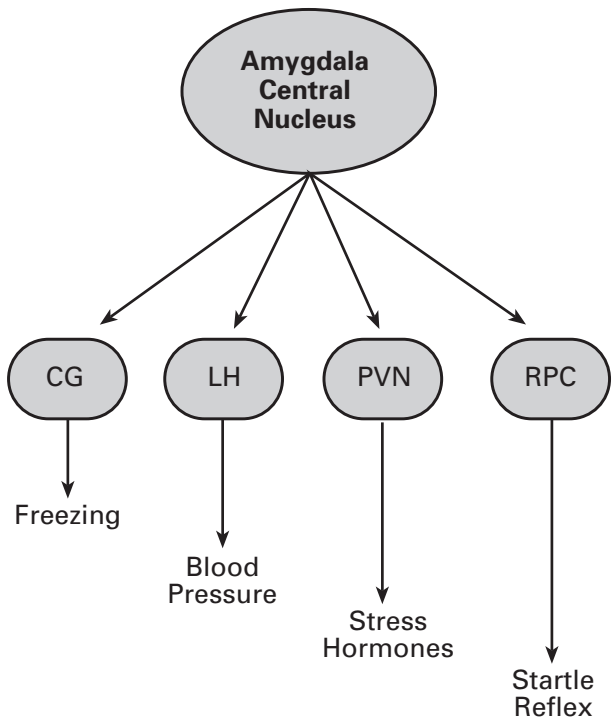 Amygdala
Central
Nucleus
CG
LH
PVN
RPC
Freezing
Blood
Pressure
Stress
Hormones
Startle
Reflex